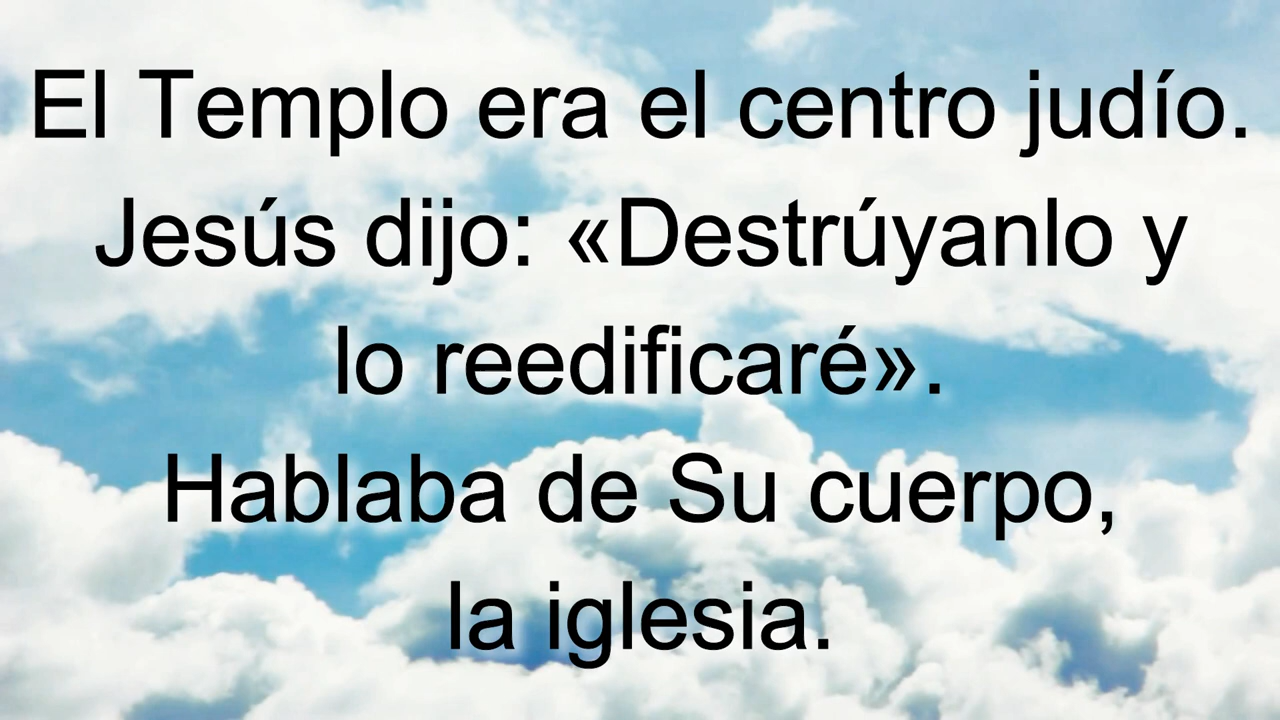 El Templo era el centro judío.
Jesús dijo: «Destrúyanlo y
lo reedificaré».
Hablaba de Su cuerpo,
la iglesia.